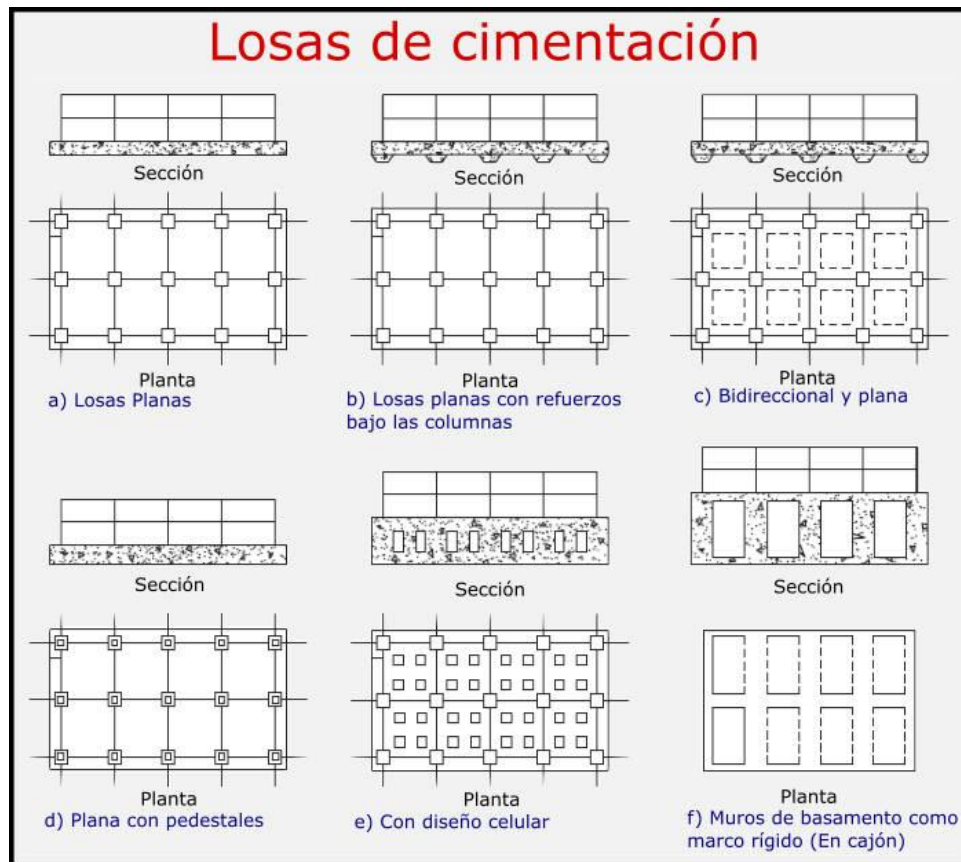 Losas de cimentación
Sección
Planta
a) Losas Planas
Sección
Planta
b) Losas planas con refuerzos
bajo las columnas
Sección
Planta
c) Bidireccional y plana
Sección
Planta
d) Plana con pedestales
Sección
Planta
e) Con diseño celular
Sección
Planta
f) Muros de basamento como
marco rígido (En cajón)